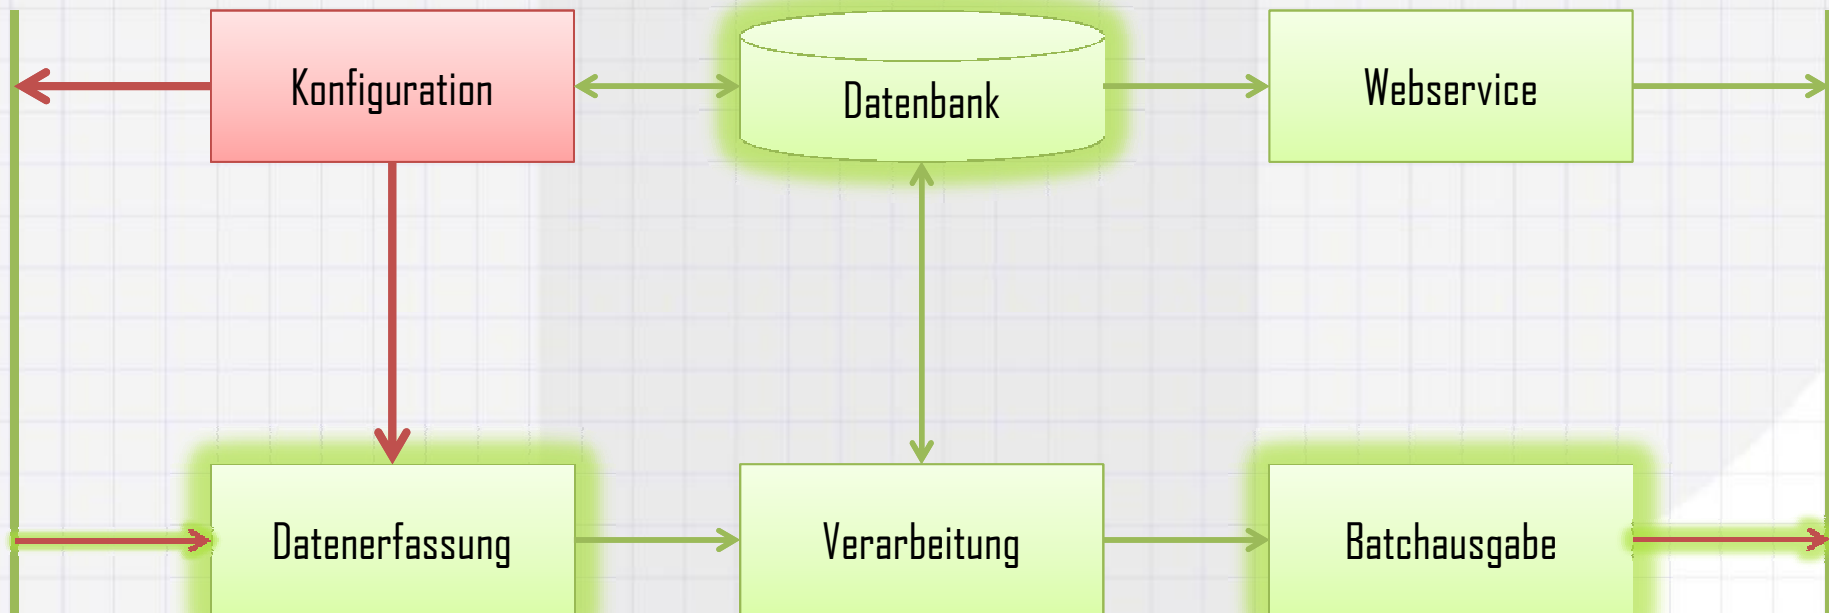 Konfiguration
Datenbank
Webservice
Datenerfassung
Verarbeitung
Batchausgabe